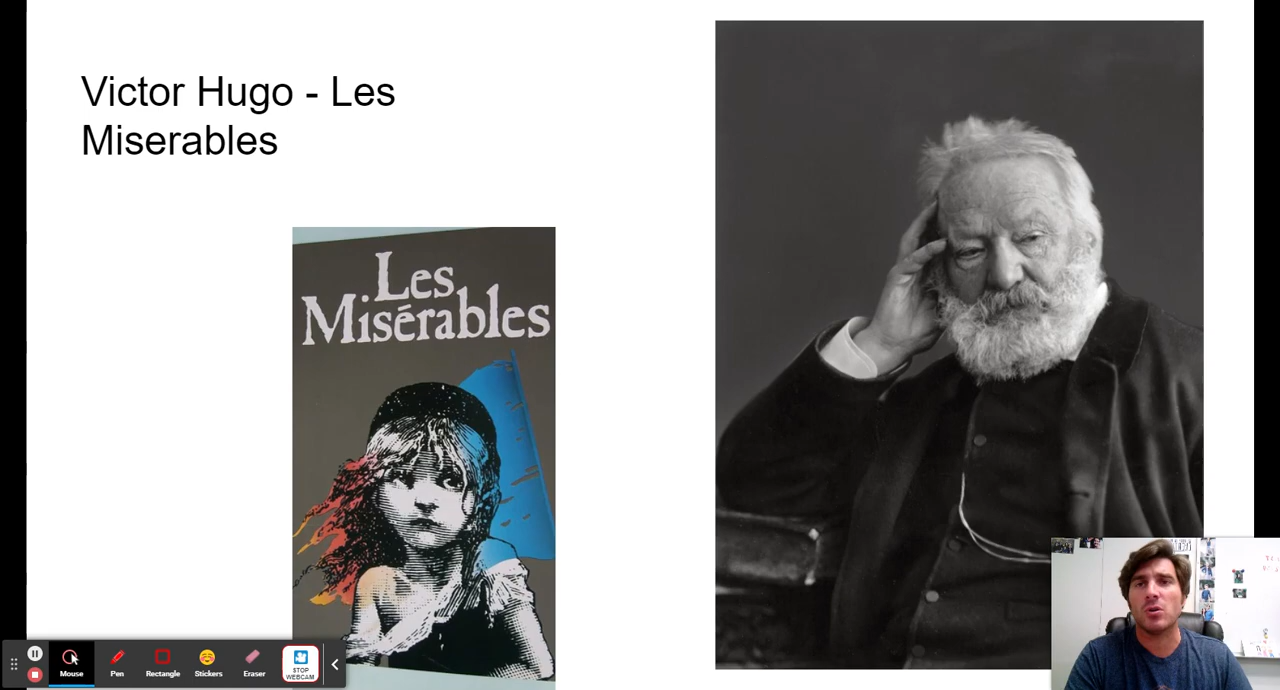 Victor Hugo - Les
Miserables
Les
Misérables
Mouse
Pen
Rectangle
Stickers
Eraser
STOP
WEBCAM